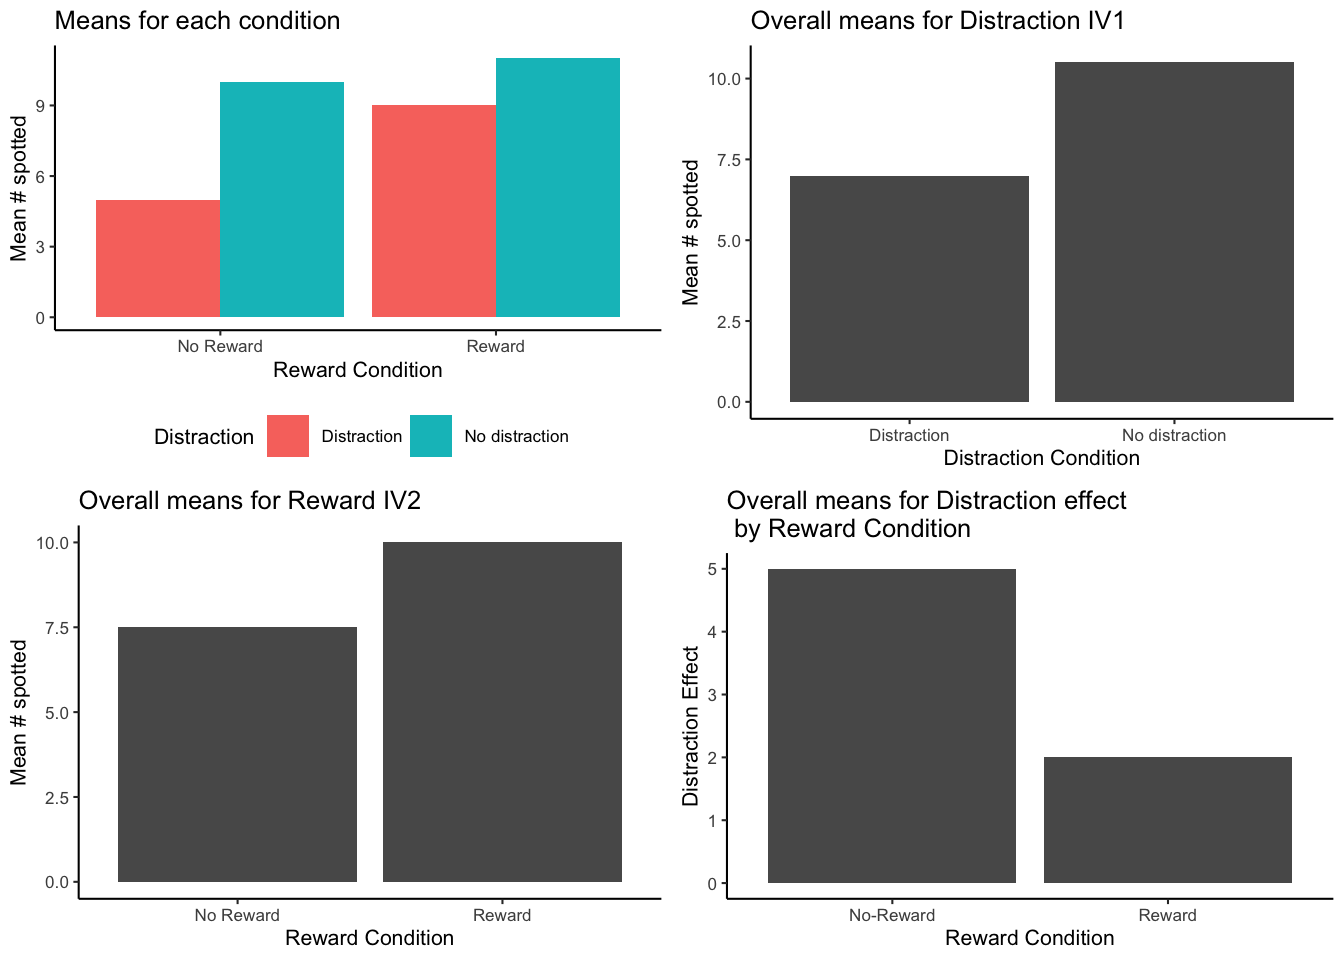 Means for each condition
Mean # spotted
9
6
3
0
No Reward
Reward
Reward Condition
Distraction
Distraction
No distraction
Overall means for Distraction IV1
Mean # spotted
10.0
7.5
5.0
2.5
0.0
Distraction
No distraction
Distraction Condition
Overall means for Reward IV2
Mean # spotted
10.0
7.5
5.0
2.5
0.0
No Reward
Reward
Reward Condition
Overall means for Distraction effect
by Reward Condition
Distraction Effect
5
4
3
2
1
0
No-Reward
Reward
Reward Condition